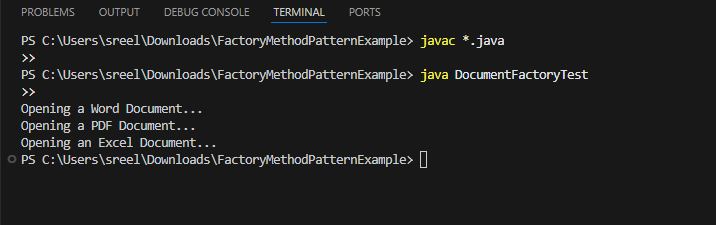 PROBLEMS OUTPUT DEBUG CONSOLE TERMINAL PORTS
PS C:\Users\sreel\Downloads\FactoryMethodPatternExample> javac *.java
>>
PS C:\Users\sreel\Downloads\FactoryMethodPatternExample> java DocumentFactoryTest
>>
Opening a Word Document...
Opening a PDF Document...
Opening an Excel Document...
PS C:\Users\sreel\Downloads\FactoryMethodPatternExample>